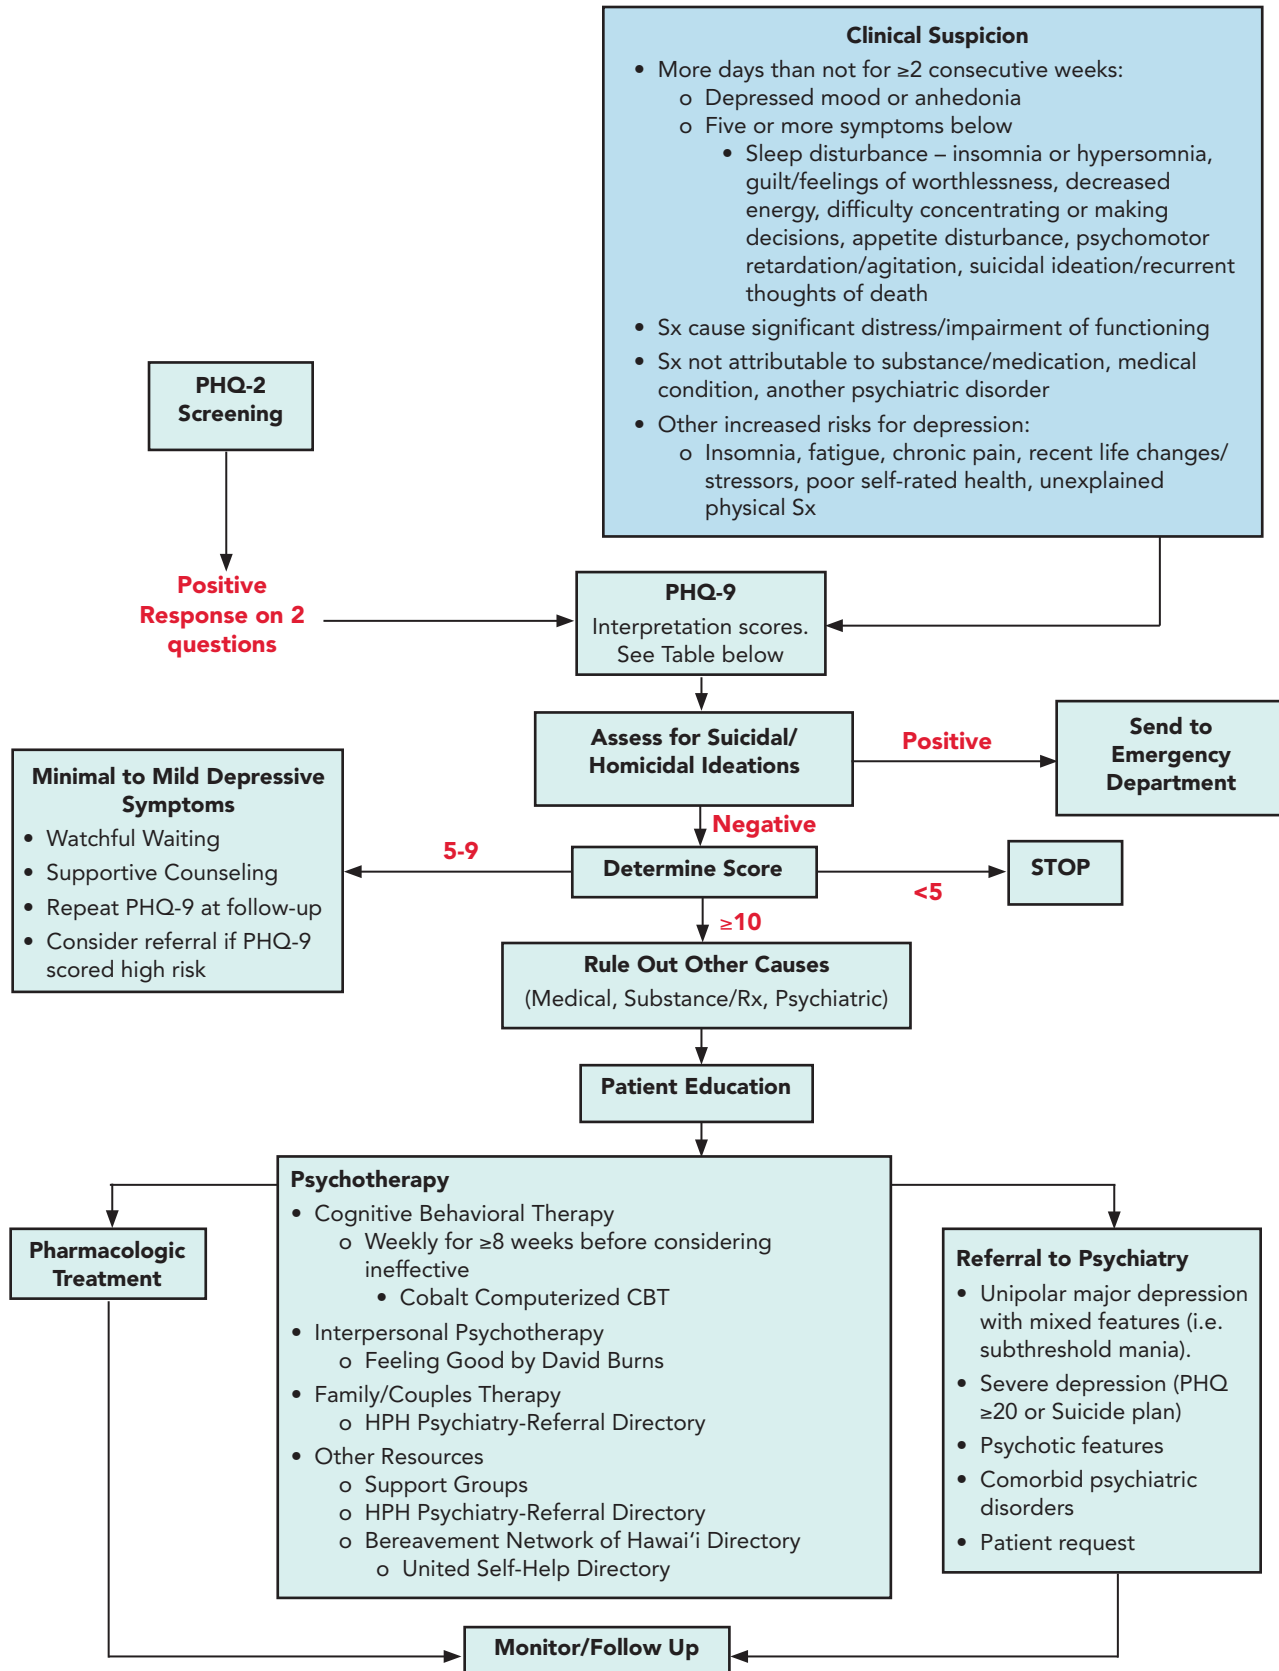 Clinical Suspicion
• More days than not for ≥2 consecutive weeks:
o Depressed mood or anhedonia
o Five or more symptoms below
• Sleep disturbance – insomnia or hypersomnia,
guilt/feelings of worthlessness, decreased
energy, difficulty concentrating or making
decisions, appetite disturbance, psychomotor
retardation/agitation, suicidal ideation/recurrent
thoughts of death
• Sx cause significant distress/impairment of functioning
• Sx not attributable to substance/medication, medical
condition, another psychiatric disorder
• Other increased risks for depression:
o Insomnia, fatigue, chronic pain, recent life changes/
stressors, poor self-rated health, unexplained
physical Sx
PHQ-2
Screening
Positive
Response on 2
questions
PHQ-9
Interpretation scores.
See Table below
Assess for Suicidal/
Homicidal Ideations
Positive
Send to
Emergency
Department
Negative
Minimal to Mild Depressive
Symptoms
• Watchful Waiting
• Supportive Counseling
• Repeat PHQ-9 at follow-up
• Consider referral if PHQ-9
scored high risk
5-9
Determine Score
<5
STOP
≥10
Rule Out Other Causes
(Medical, Substance/Rx, Psychiatric)
Patient Education
Pharmacologic
Treatment
Psychotherapy
• Cognitive Behavioral Therapy
o Weekly for ≥8 weeks before considering
ineffective
• Cobalt Computerized CBT
• Interpersonal Psychotherapy
o Feeling Good by David Burns
• Family/Couples Therapy
o HPH Psychiatry-Referral Directory
• Other Resources
o Support Groups
o HPH Psychiatry-Referral Directory
o Bereavement Network of Hawai‘i Directory
o United Self-Help Directory
Referral to Psychiatry
• Unipolar major depression
with mixed features (i.e.
subthreshold mania).
• Severe depression (PHQ
≥20 or Suicide plan)
• Psychotic features
• Comorbid psychiatric
disorders
• Patient request
Monitor/Follow Up